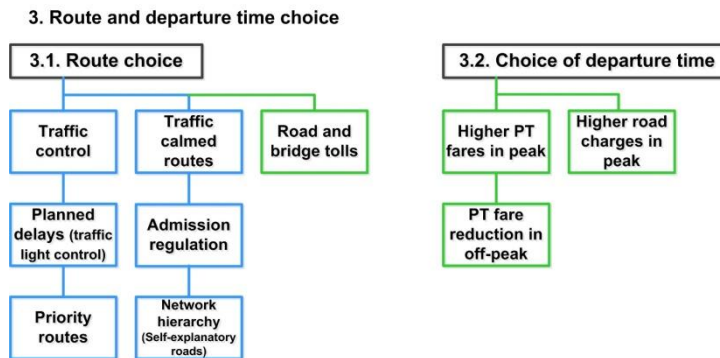 3. Route and departure time choice
3.1. Route choice
Traffic
control
Traffic
calmed
routes
Road and
bridge tolls
Planned
delays (traffic
light control)
Admission
regulation
Priority
routes
Network
hierarchy
(Self-explanatory
roads)
3.2. Choice of departure time
Higher PT
fares in peak
Higher road
charges in
peak
PT fare
reduction in
off-peak